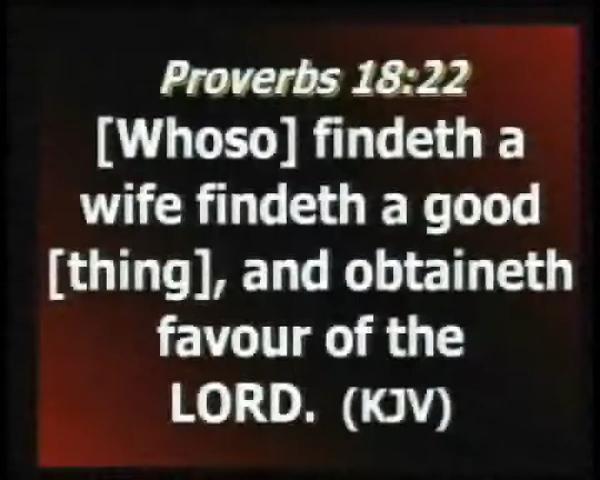 Proverbs 18:22
[Whoso] findeth a
wife findeth a good
[thing], and obtaineth
favour of the
LORD. (KJV)